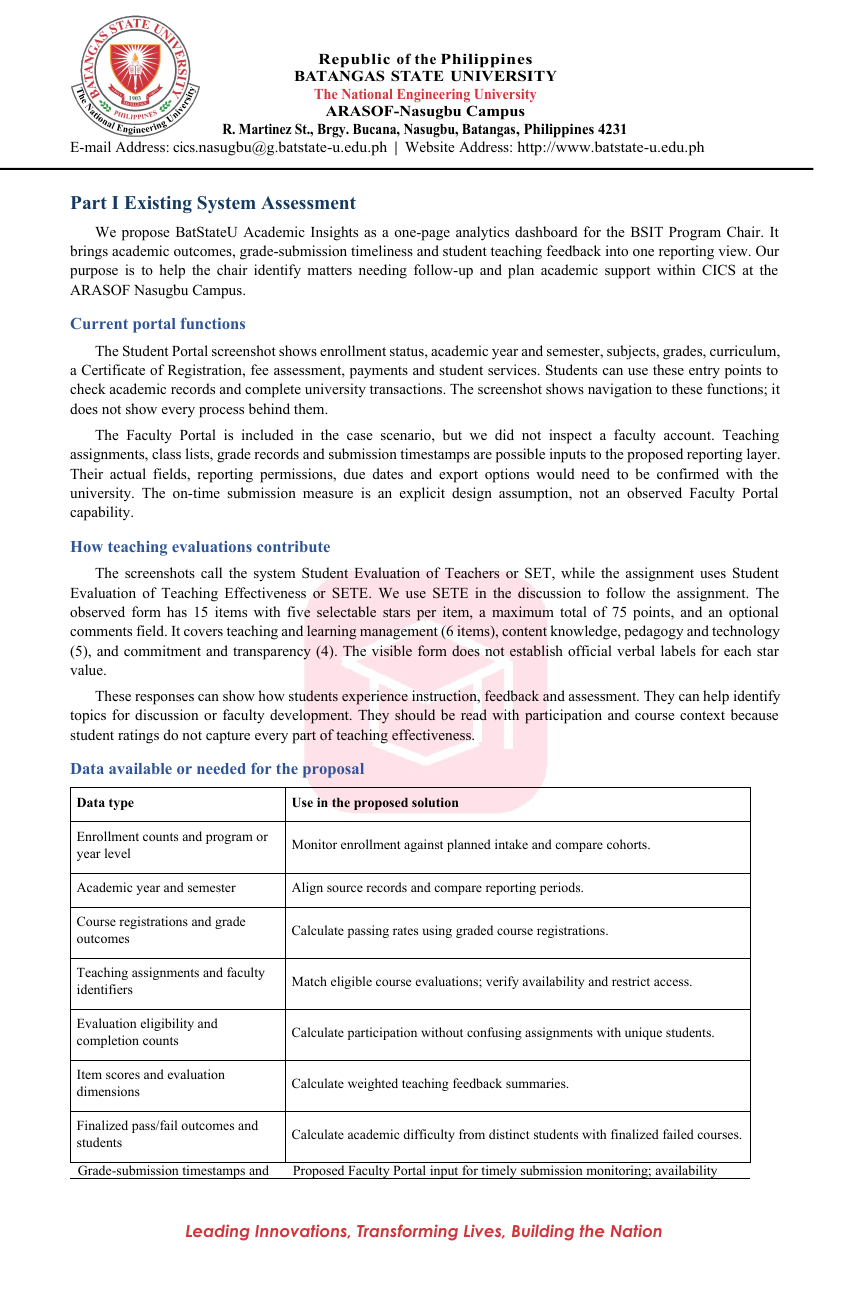 BATANGAS STATE UNIVERSITY
The National Engineering University
1903
PHILIPPINES
Republic of the Philippines
BATANGAS STATE UNIVERSITY
The National Engineering University
ARASOF-Nasugbu Campus
R. Martinez St., Brgy. Bucana, Nasugbu, Batangas, Philippines 4231
E-mail Address: cics.nasugbu@g.batstate-u.edu.ph | Website Address: http://www.batstate-u.edu.ph
Part I Existing System Assessment
We propose BatStateU Academic Insights as a one-page analytics dashboard for the BSIT Program Chair. It
brings academic outcomes, grade-submission timeliness and student teaching feedback into one reporting view. Our
purpose is to help the chair identify matters needing follow-up and plan academic support within CICS at the
ARASOF Nasugbu Campus.
Current portal functions
The Student Portal screenshot shows enrollment status, academic year and semester, subjects, grades, curriculum,
a Certificate of Registration, fee assessment, payments and student services. Students can use these entry points to
check academic records and complete university transactions. The screenshot shows navigation to these functions; it
does not show every process behind them.
The Faculty Portal is included in the case scenario, but we did not inspect a faculty account. Teaching
assignments, class lists, grade records and submission timestamps are possible inputs to the proposed reporting layer.
Their actual fields, reporting permissions, due dates and export options would need to be confirmed with the
university. The on-time submission measure is an explicit design assumption, not an observed Faculty Portal
capability.
How teaching evaluations contribute
The screenshots call the system Student Evaluation of Teachers or SET, while the assignment uses Student
Evaluation of Teaching Effectiveness or SETE. We use SETE in the discussion to follow the assignment. The
observed form has 15 items with five selectable stars per item, a maximum total of 75 points, and an optional
comments field. It covers teaching and learning management (6 items), content knowledge, pedagogy and technology
(5), and commitment and transparency (4). The visible form does not establish official verbal labels for each star
value.
These responses can show how students experience instruction, feedback and assessment. They can help identify
topics for discussion or faculty development. They should be read with participation and course context because
student ratings do not capture every part of teaching effectiveness.
Data available or needed for the proposal
Data type Use in the proposed solution
Enrollment counts and program or
year level
Monitor enrollment against planned intake and compare cohorts.
Academic year and semester Align source records and compare reporting periods.
Course registrations and grade
outcomes
Calculate passing rates using graded course registrations.
Teaching assignments and faculty
identifiers
Match eligible course evaluations; verify availability and restrict access.
Evaluation eligibility and
completion counts
Calculate participation without confusing assignments with unique students.
Item scores and evaluation
dimensions
Calculate weighted teaching feedback summaries.
Finalized pass/fail outcomes and
students
Calculate academic difficulty from distinct students with finalized failed courses.
Grade-submission timestamps and Proposed Faculty Portal input for timely submission monitoring; availability
Leading Innovations, Transforming Lives, Building the Nation